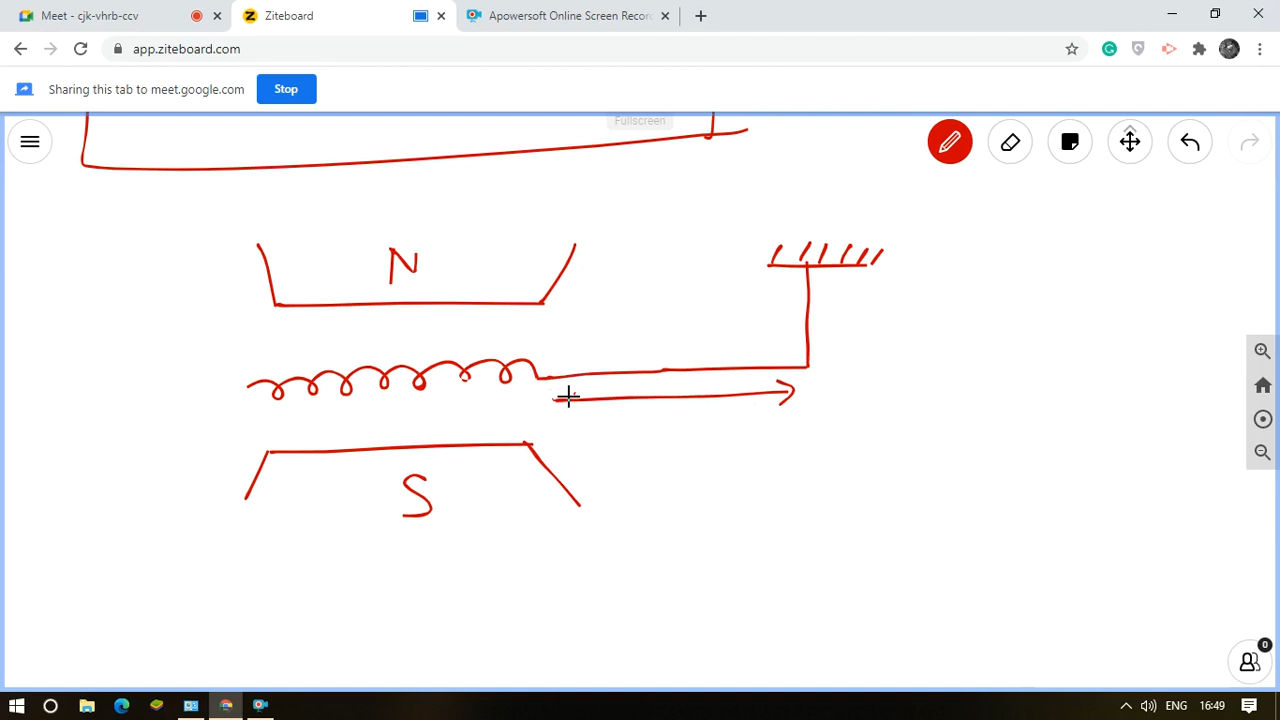 Meet - cjk-vhrb-ccv
Ziteboard
Apowersoft Online Screen Recor
app.ziteboard.com
Sharing this tab to meet.google.com
Stop
Fullscreen
N
S
0
ENG
16:49